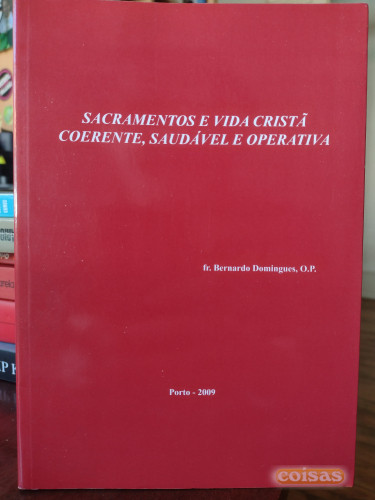 SACRAMENTOS E VIDA CRISTÃ
COERENTE, SAUDÁVEL E OPERATIVA
fr. Bernardo Domingues, O.P.
Porto - 2009
coisas